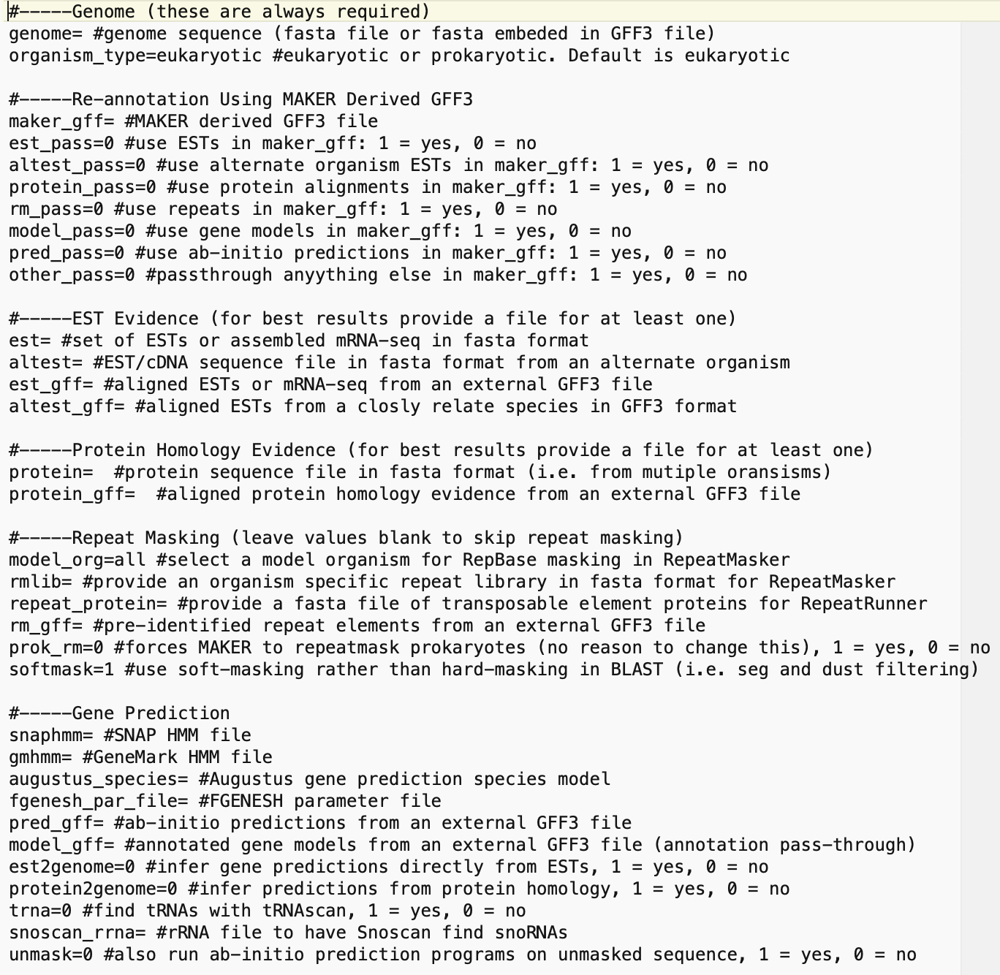 #-----Genome (these are always required)
genome= #genome sequence (fasta file or fasta embeded in GFF3 file)
organism_type=eukaryotic #eukaryotic or prokaryotic. Default is eukaryotic

#-----Re-annotation Using MAKER Derived GFF3
maker_gff= #MAKER derived GFF3 file
est_pass=0 #use ESTs in maker_gff: 1 = yes, 0 = no
altest_pass=0 #use alternate organism ESTs in maker_gff: 1 = yes, 0 = no
protein_pass=0 #use protein alignments in maker_gff: 1 = yes, 0 = no
rm_pass=0 #use repeats in maker_gff: 1 = yes, 0 = no
model_pass=0 #use gene models in maker_gff: 1 = yes, 0 = no
pred_pass=0 #use ab-initio predictions in maker_gff: 1 = yes, 0 = no
other_pass=0 #passthrough anyything else in maker_gff: 1 = yes, 0 = no

#-----EST Evidence (for best results provide a file for at least one)
est= #set of ESTs or assembled mRNA-seq in fasta format
altest= #EST/cDNA sequence file in fasta format from an alternate organism
est_gff= #aligned ESTs or mRNA-seq from an external GFF3 file
altest_gff= #aligned ESTs from a closly relate species in GFF3 format

#-----Protein Homology Evidence (for best results provide a file for at least one)
protein=  #protein sequence file in fasta format (i.e. from mutiple oransisms)
protein_gff=  #aligned protein homology evidence from an external GFF3 file

#-----Repeat Masking (leave values blank to skip repeat masking)
model_org=all #select a model organism for RepBase masking in RepeatMasker
rmlib= #provide an organism specific repeat library in fasta format for RepeatMasker
repeat_protein= #provide a fasta file of transposable element proteins for RepeatRunner
rm_gff= #pre-identified repeat elements from an external GFF3 file
prok_rm=0 #forces MAKER to repeatmask prokaryotes (no reason to change this), 1 = yes, 0 = no
softmask=1 #use soft-masking rather than hard-masking in BLAST (i.e. seg and dust filtering)

#-----Gene Prediction
snaphmm= #SNAP HMM file
gmhmm= #GeneMark HMM file
augustus_species= #Augustus gene prediction species model
fgenesh_par_file= #FGENESH parameter file
pred_gff= #ab-initio predictions from an external GFF3 file
model_gff= #annotated gene models from an external GFF3 file (annotation pass-through)
est2genome=0 #infer gene predictions directly from ESTs, 1 = yes, 0 = no
protein2genome=0 #infer predictions from protein homology, 1 = yes, 0 = no
trna=0 #find tRNAs with tRNAscan, 1 = yes, 0 = no
snoscan_rrna= #rRNA file to have Snoscan find snoRNAs
unmask=0 #also run ab-initio prediction programs on unmasked sequence, 1 = yes, 0 = no